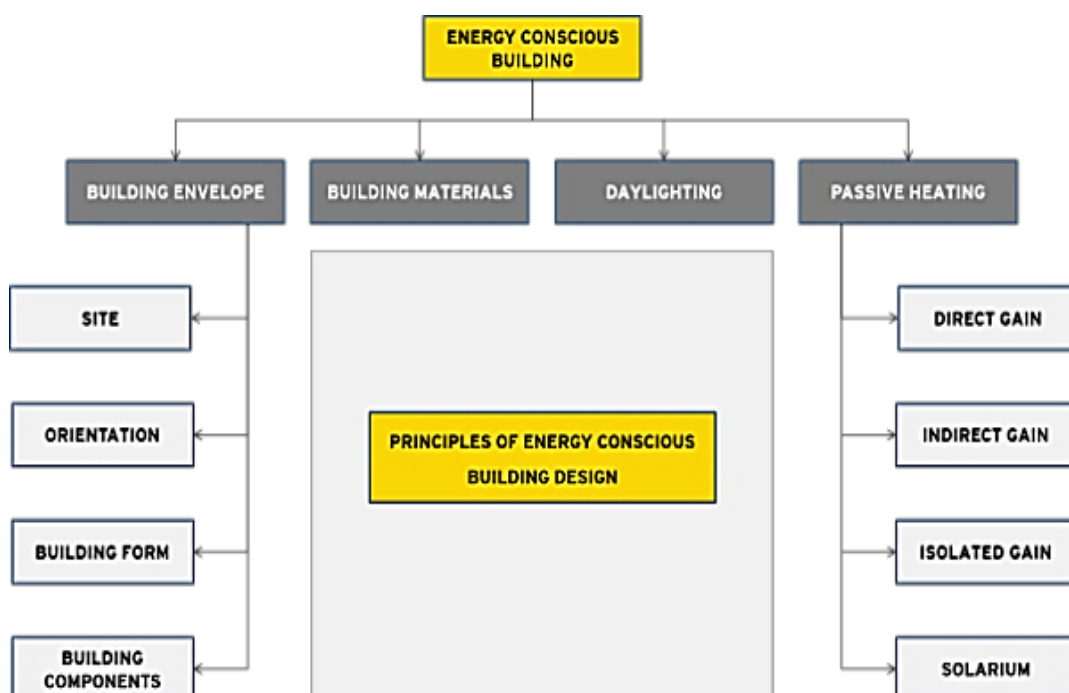 ENERGY CONSCIOUS
BUILDING
BUILDING ENVELOPE
BUILDING MATERIALS
DAYLIGHTING
PASSIVE HEATING
SITE
ORIENTATION
BUILDING FORM
BUILDING
COMPONENTS
PRINCIPLES OF ENERGY CONSCIOUS
BUILDING DESIGN
DIRECT GAIN
INDIRECT GAIN
ISOLATED GAIN
SOLARIUM